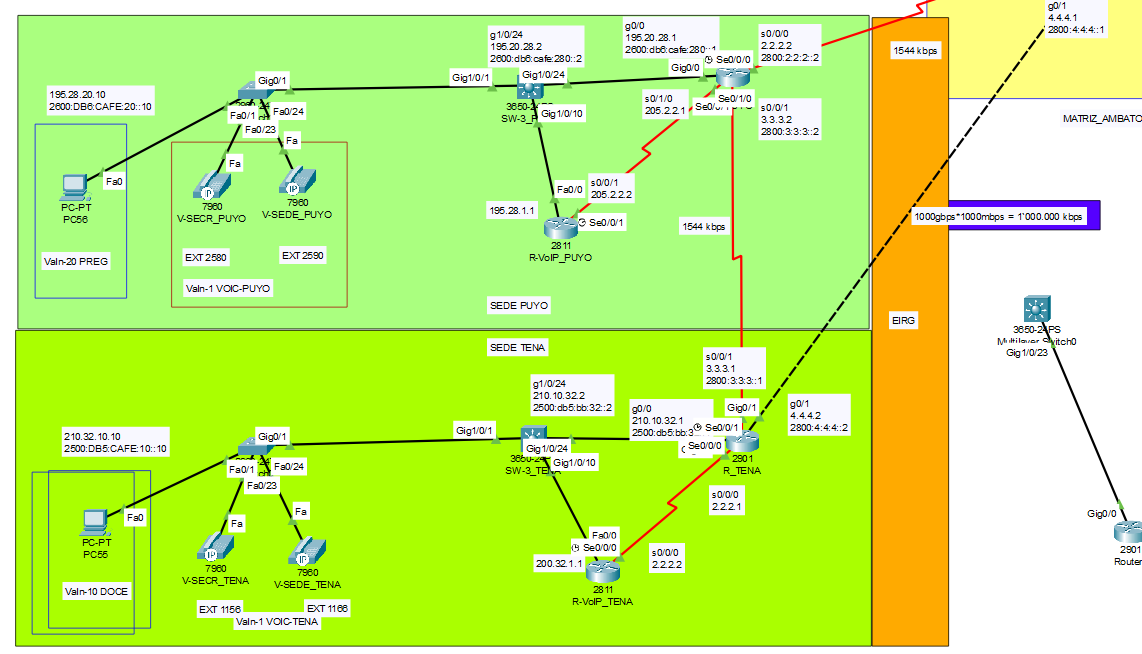 g0/1
4.4.4.1
2800:4:4:4::1
1544 kbps
MATRIZ_AMBATO
g1/0/24
195.20.28.2
2600:db6:cafe:280::2
g0/0
195.20.28.1
2600:db6:cafe:280::1
s0/0/0
2.2.2.2
2800:2:2:2::2
Se0/0/0
Gig0/0
Gig1/0/1
Gig1/0/24
Gig0/1
195.28.20.10
2600:DB6:CAFE:20::10
Fa0/1
Fa0/24
Fa0/23
SW-3_P
Gig1/0/10
s0/1/0
205.2.2.1
Se0/1/0
s0/0/1
3.3.3.2
2800:3:3:3::2
Fa
Fa
Fa0
PC-PT
PC56
7960
V-SECR_PUYO
7960
V-SEDE_PUYO
Fa0/0
s0/0/1
205.2.2.2
195.28.1.1
Se0/0/1
2811
R-VoIP_PUYO
1544 kbps
1000gbps*1000mbps = 1'000.000 kbps
Valn-20 PREG
EXT 2580
EXT 2590
Valn-1 VOIC-PUYO
SEDE PUYO
EIRG
3650-24PS
Multilayer Switch0
Gig1/0/23
SEDE TENA
s0/0/1
3.3.3.1
2800:3:3:3::1
g1/0/24
210.10.32.2
2500:db5:bb:32::2
g0/0
210.10.32.1
2500:db5:bb:3
Gig0/1
g0/1
4.4.4.2
2800:4:4:4::2
210.32.10.10
2500:DB5:CAFE:10::10
Gig0/1
Gig1/0/1
Se0/0/1
Se0/0/0
Gig1/0/24
SW-3_TENA
Gig1/0/10
2901
R_TENA
Fa0/1
Fa0/24
Fa0/23
s0/0/0
2.2.2.1
Fa0
Fa
Fa
PC-PT
PC55
7960
V-SECR_TENA
7960
V-SEDE_TENA
Fa0/0
Se0/0/0
200.32.1.1
s0/0/0
2.2.2.2
2811
R-VoIP_TENA
Valn-10 DOCE
EXT 1156
EXT 1166
Valn-1 VOIC-TENA
Gig0/0
2901
Router